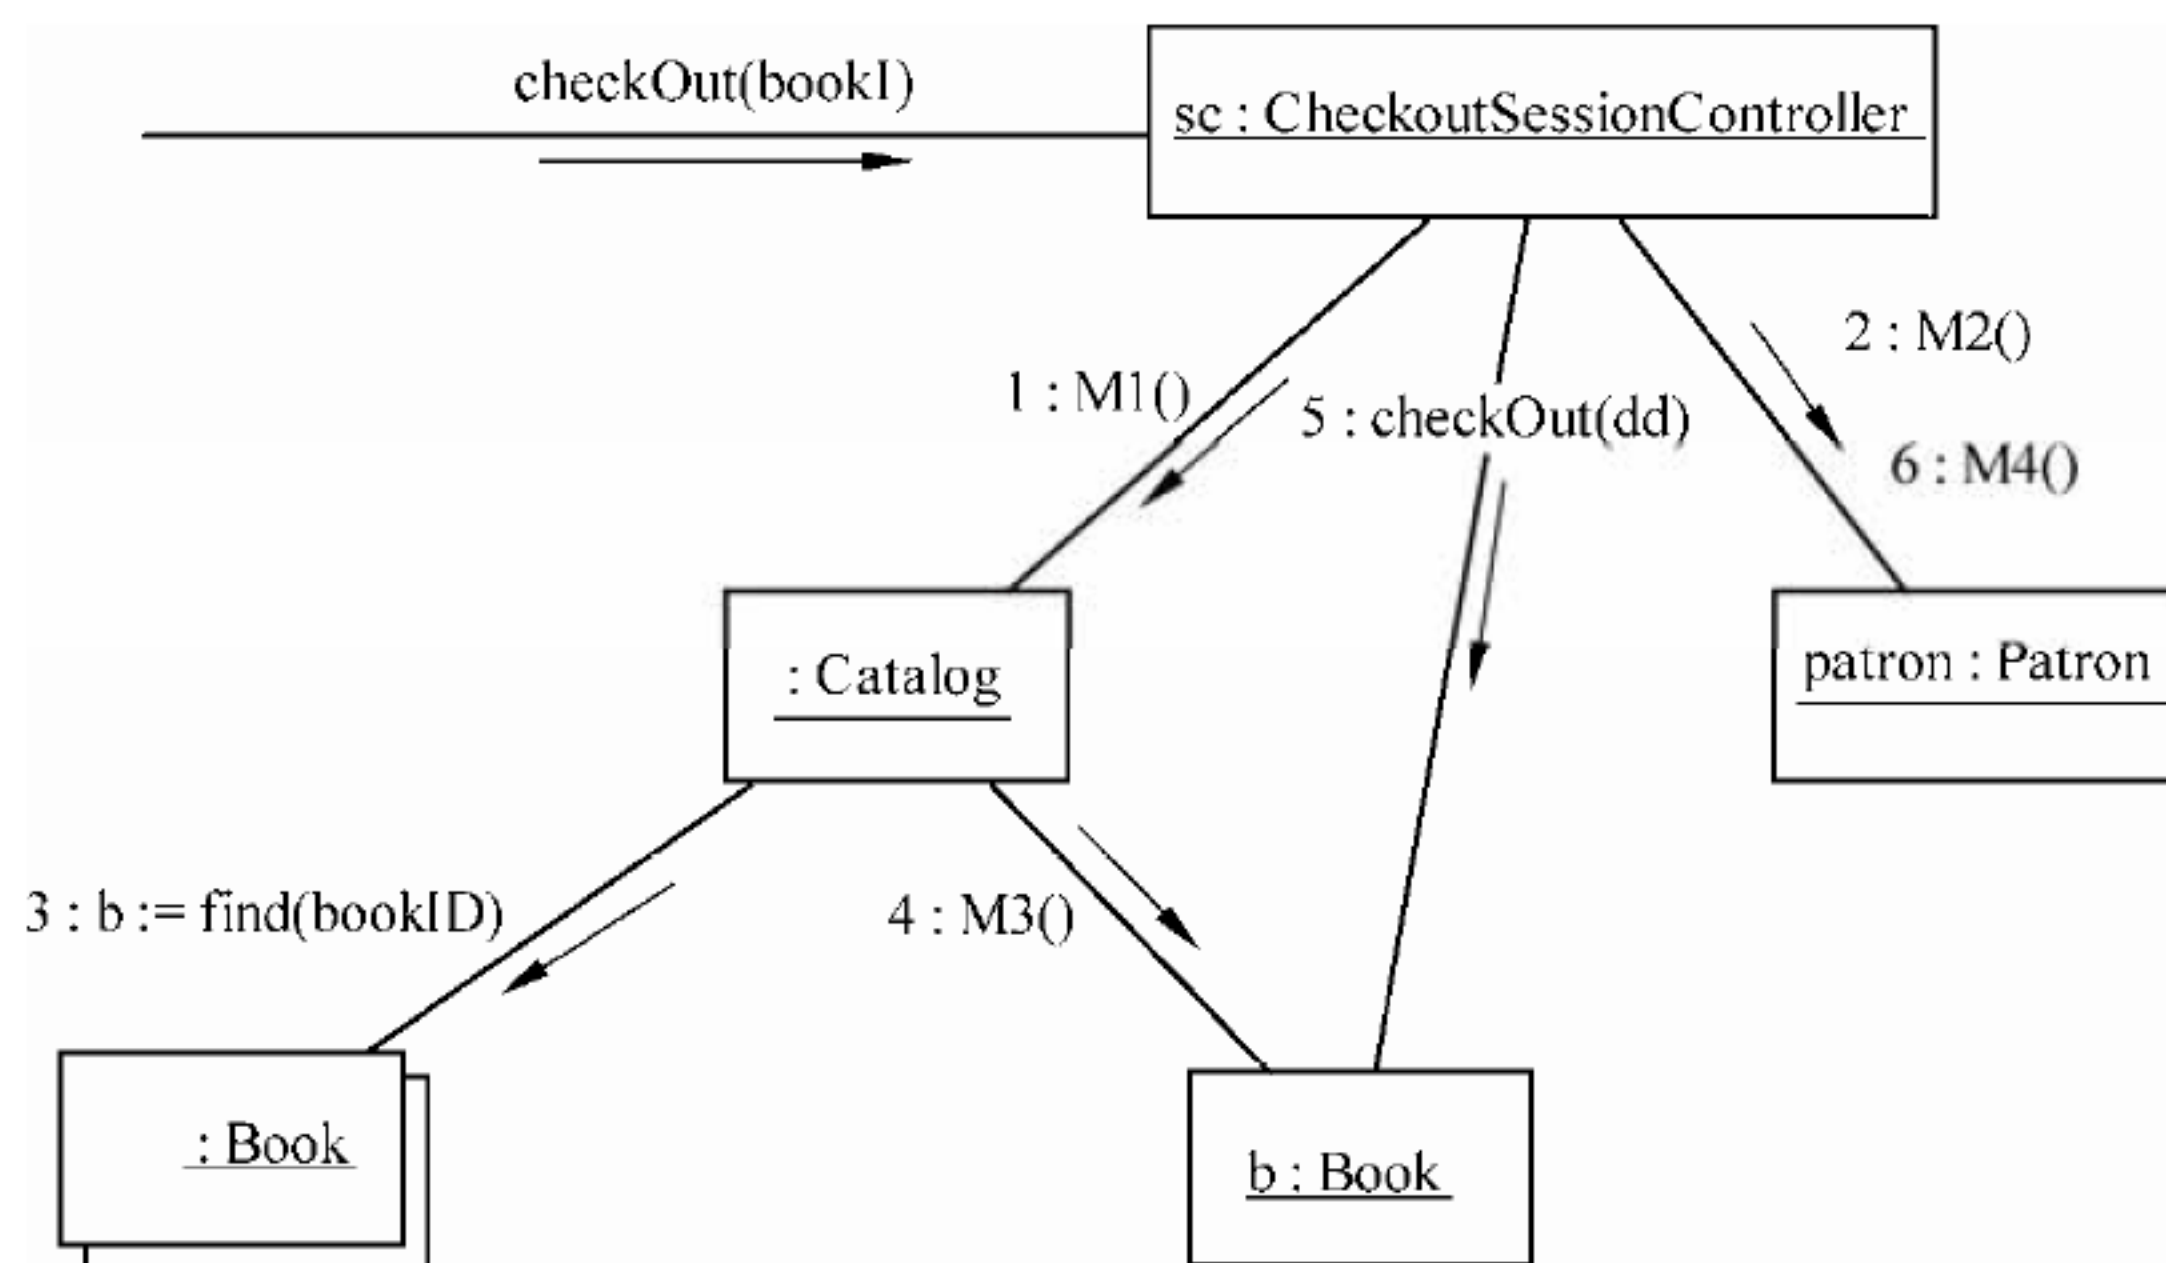 checkOut(bookI)
sc : CheckoutSessionController
2 : M2()
1 : M1()
5 : checkOut(dd)
6 : M4()
: Catalog
patron : Patron
3 : b := find(bookID)
4 : M3()
: Book
b : Book